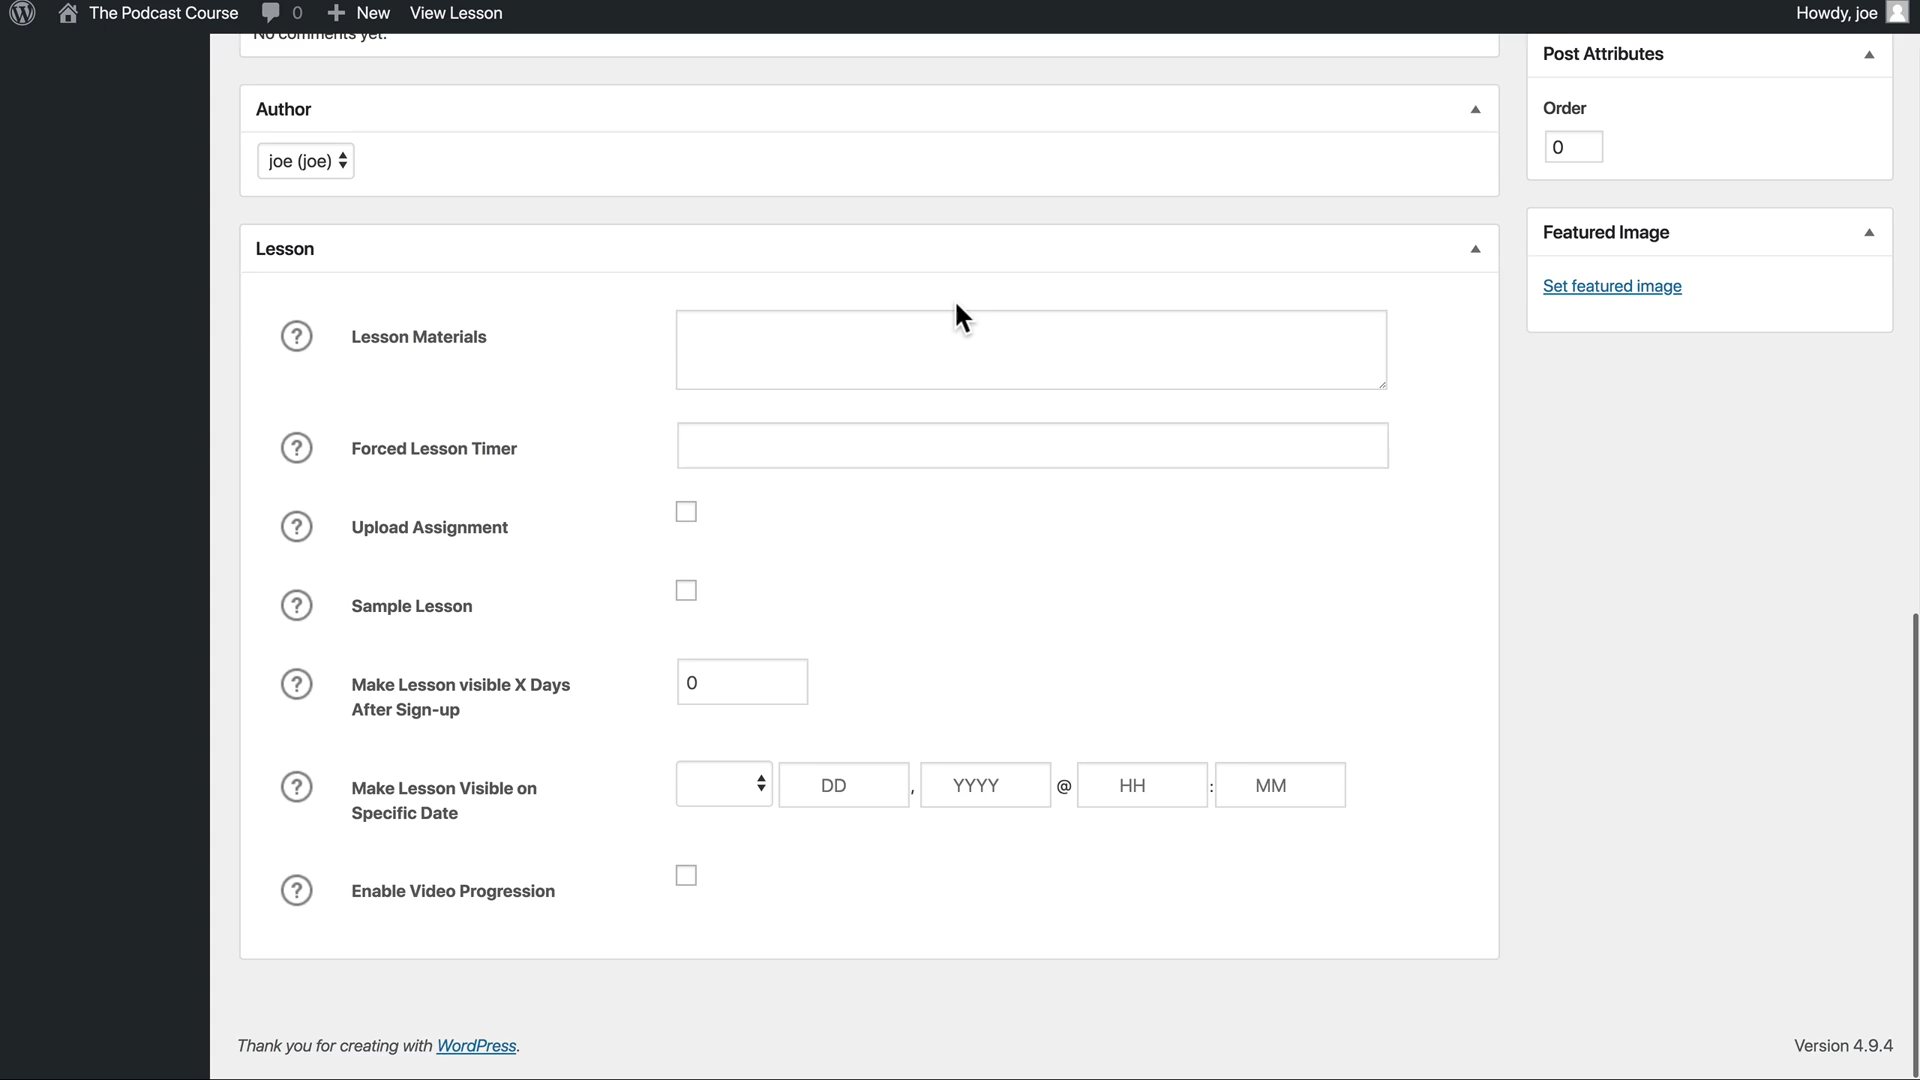 The Podcast Course 0 New View Lesson Howdy, joe
No comments yet.
Post Attributes
Author
Order
joe (joe)
0
Lesson
Featured Image
Set featured image
? Lesson Materials
? Forced Lesson Timer
? Upload Assignment
? Sample Lesson
? Make Lesson visible X Days
After Sign-up
0
? Make Lesson Visible on
Specific Date
DD , YYYY @ HH : MM
? Enable Video Progression
Thank you for creating with WordPress.
Version 4.9.4